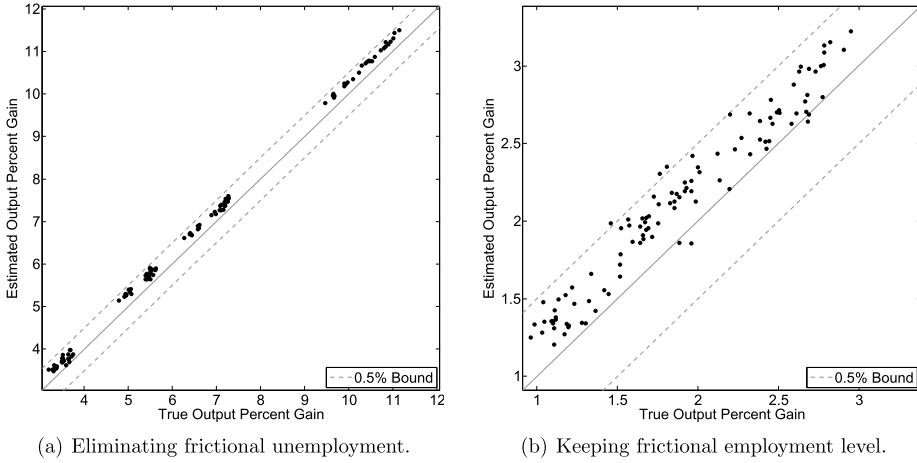 12
11
10
9
8
7
6
5
4
Estimated Output Percent Gain
4 5 6 7 8 9 10 11 12
True Output Percent Gain
0.5% Bound
(a) Eliminating frictional unemployment.
3
2.5
2
1.5
1
Estimated Output Percent Gain
1 1.5 2 2.5 3
True Output Percent Gain
0.5% Bound
(b) Keeping frictional employment level.